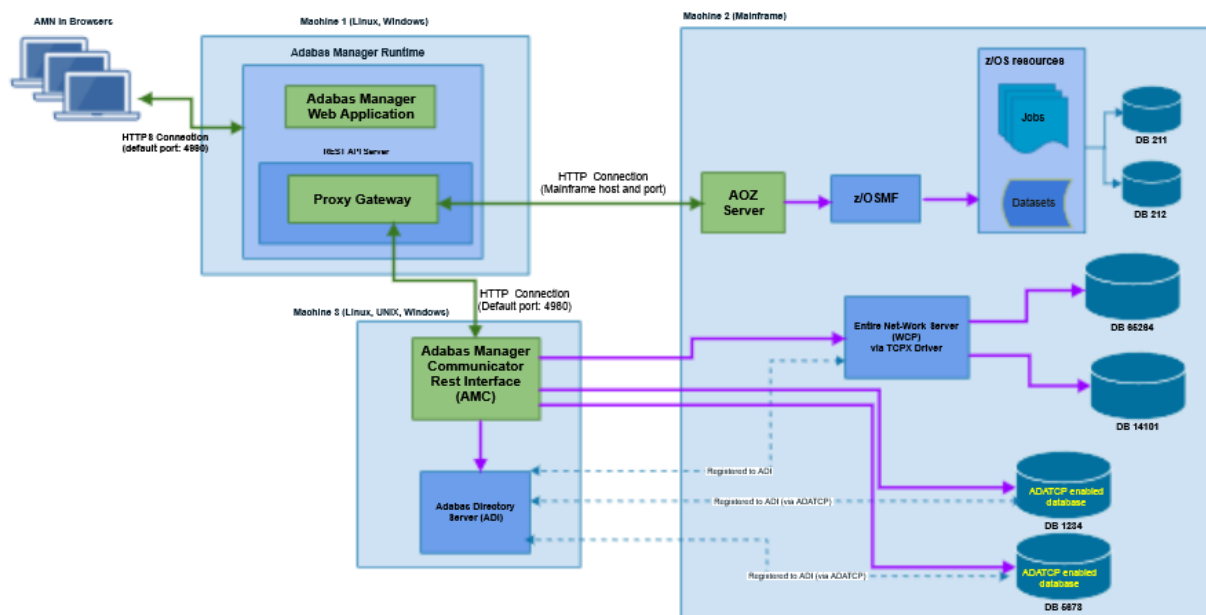 AMN in Browsers
Machine 1 (Linux, Windows)
Machine 2 (Mainframe)
Adabas Manager Runtime
Adabas Manager
Web Application
HTTPS Connection
(default port: 4990)
REST API Server
Proxy Gateway
HTTP Connection
(Mainframe host and port)
AOZ
Server
z/OSMF
z/OS resources
Jobs
Datasets
DB 211
DB 212
HTTP Connection
(Default port: 4980)
Machine 3 (Linux, UNIX, Windows)
Adabas Manager
Communicator
Rest Interface
(AMC)
Entire Net-Work Server
(WCP)
via TCPX Driver
DB 65284
DB 14101
Registered to ADI
Adabas Directory
Server (ADI)
Registered to ADI (via ADATCP)
ADATCP enabled
database
DB 1234
Registered to ADI (via ADATCP)
ADATCP enabled
database
DB 5678